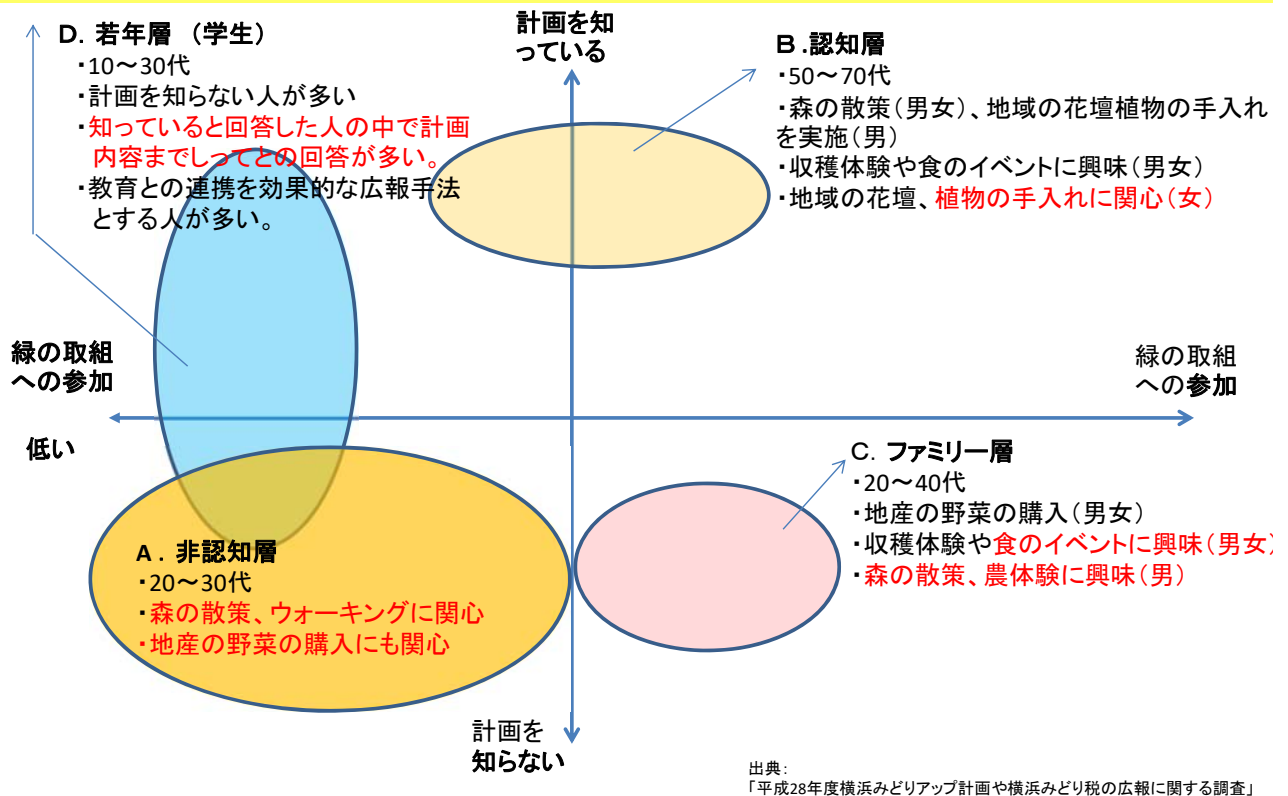 D. 若年層 (学生)
・10～30代
・計画を知らない人が多い
・知っていると回答した人の中で計画
内容までしってとの回答が多い。
・教育との連携を効果的な広報手法
とする人が多い。
計画を知
っている
B.認知層
・50～70代
・森の散策(男女)、地域の花壇植物の手入れ
を実施(男)
・収穫体験や食のイベントに興味(男女)
・地域の花壇、植物の手入れに関心(女)
緑の取組
への参加
低い
緑の取組
への参加
A. 非認知層
・20～30代
・森の散策、ウォーキングに関心
・地産の野菜の購入にも関心
C. ファミリー層
・20～40代
・地産の野菜の購入(男女)
・収穫体験や食のイベントに興味(男女)
・森の散策、農体験に興味(男)
計画を
知らない
出典:
「平成28年度横浜みどりアップ計画や横浜みどり税の広報に関する調査」